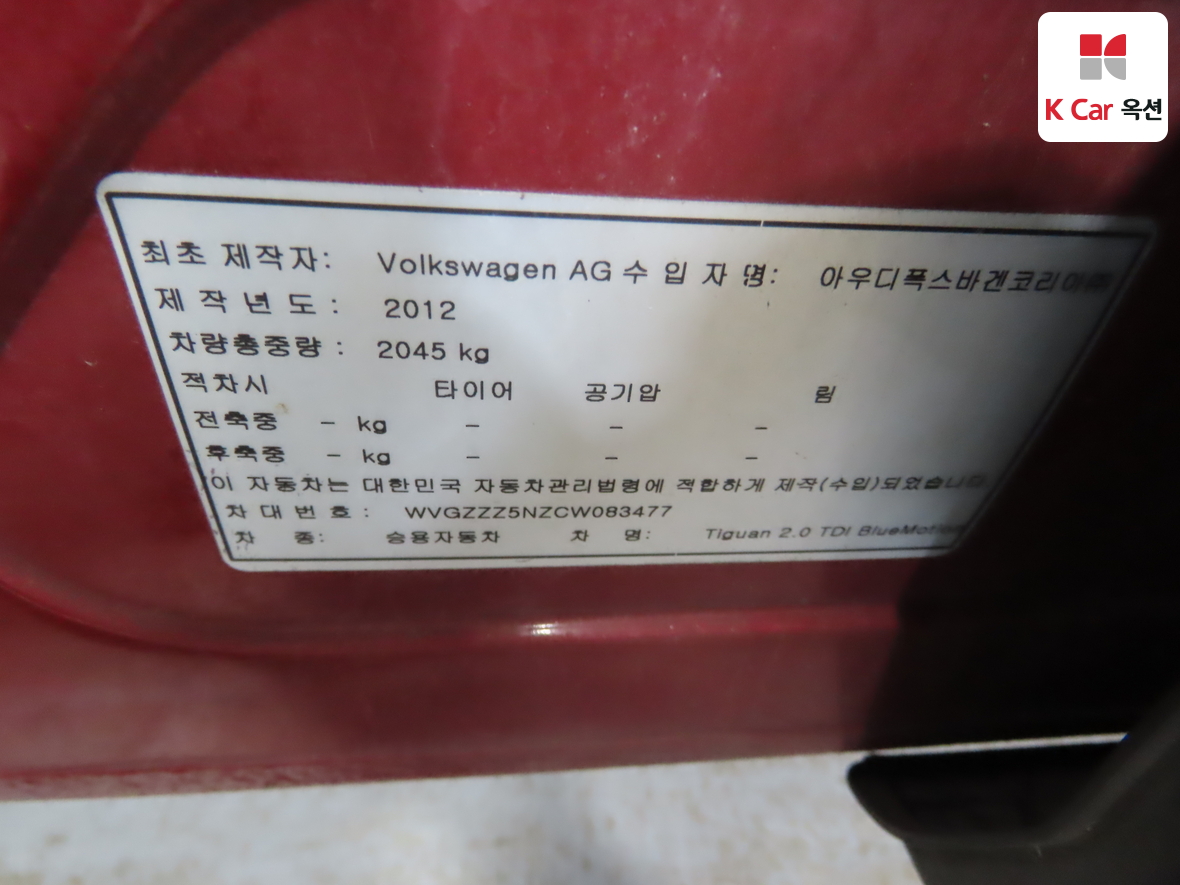 K Car 옥션
최초 제작자: Volkswagen AG 수 입 자 명: 아우디폭스바겐코리아㈜
제 작 년 도 : 2012
차량총중량 : 2045 kg
적차시 타이어 공기압 림
전축중 - kg - - -
후축중 - kg - - -
이 자동차는 대한민국 자동차관리법령에 적합하게 제작(수입)되었습니다
차 대 번 호 : WVGZZZ5NZCW083477
차 종: 승용자동차 차 명: Tiguan 2.0 TDI BlueMotion